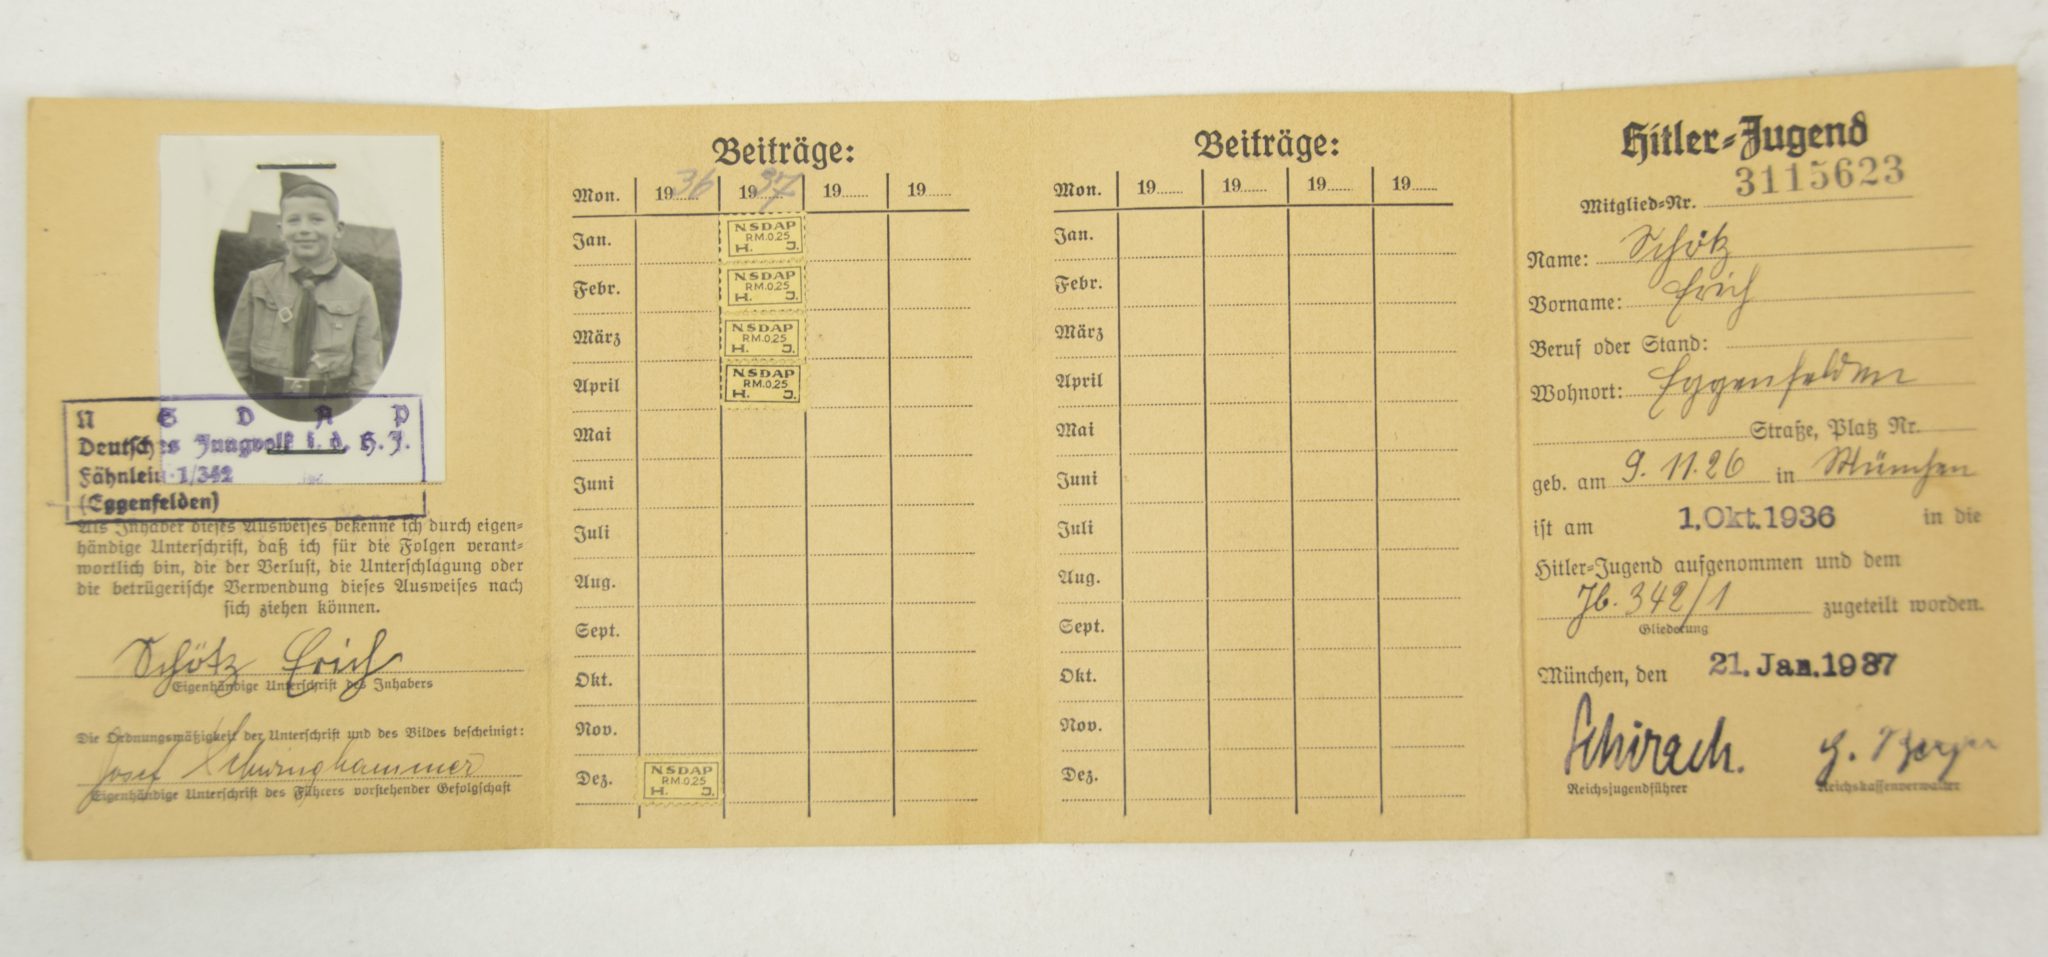 N S D A P
Deutsches Jungvolk i. d. H. J.
Fähnlein 1/342
(Eggenfelden)
Als Inhaber dieses Ausweises bekenne ich durch eigen-
händige Unterschrift, daß ich für die Folgen verant-
wortlich bin, die der Verlust, die Unterschlagung oder
die betrügerische Verwendung dieses Ausweises nach
sich ziehen können.
Schötz Erich
Eigenhändige Unterschrift des Inhabers
Die Ordnungsmäßigkeit der Unterschrift und des Bildes bescheinigt:
Josef
Eigenhändige Unterschrift des Führers vorstehender Gefolgschaft
Beiträge:
Mon. 1936 1937 19 19
Jan. NSDAP RM.0,25 H. J.
Febr. NSDAP RM.0,25 H. J.
März NSDAP RM.0,25 H. J.
April NSDAP RM.0,25 H. J.
Mai
Juni
Juli
Aug.
Sept.
Okt.
Nov.
Dez. NSDAP RM.0,25 H. J.
Beiträge:
Mon. 19 19 19 19
Jan.
Febr.
März
April
Mai
Juni
Juli
Aug.
Sept.
Okt.
Nov.
Dez.
Hitler-Jugend
Mitglied-Nr. 3115623
Name: Schötz
Vorname: Erich
Beruf oder Stand:
Wohnort: Eggenfelden
Straße, Platz Nr.
geb. am 9. 11. 26 in München
ist am 1. Okt. 1936 in die
Hitler-Jugend aufgenommen und dem
Jb. 342/1 zugeteilt worden.
Gliederung
München, den 21. Jan. 1937
Schirach. Berger
Reichsjugendführer Reichskassenverwalter